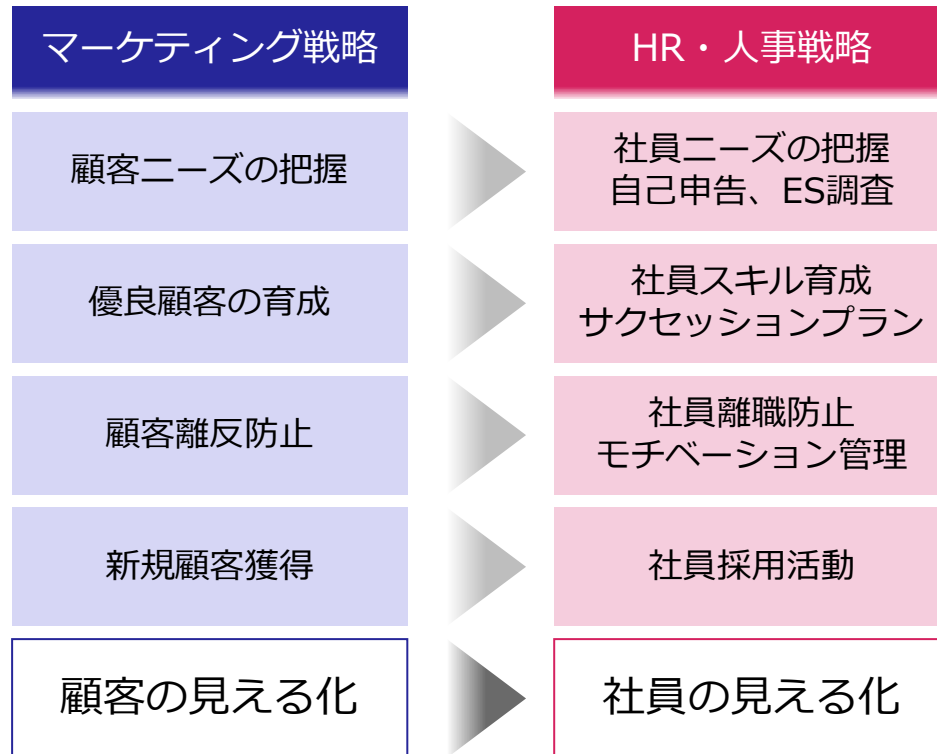 マーケティング戦略
HR・人事戦略
顧客ニーズの把握
社員ニーズの把握
自己申告、ES調査
優良顧客の育成
社員スキル育成
サクセッションプラン
顧客離反防止
社員離職防止
モチベーション管理
新規顧客獲得
社員採用活動
顧客の見える化
社員の見える化